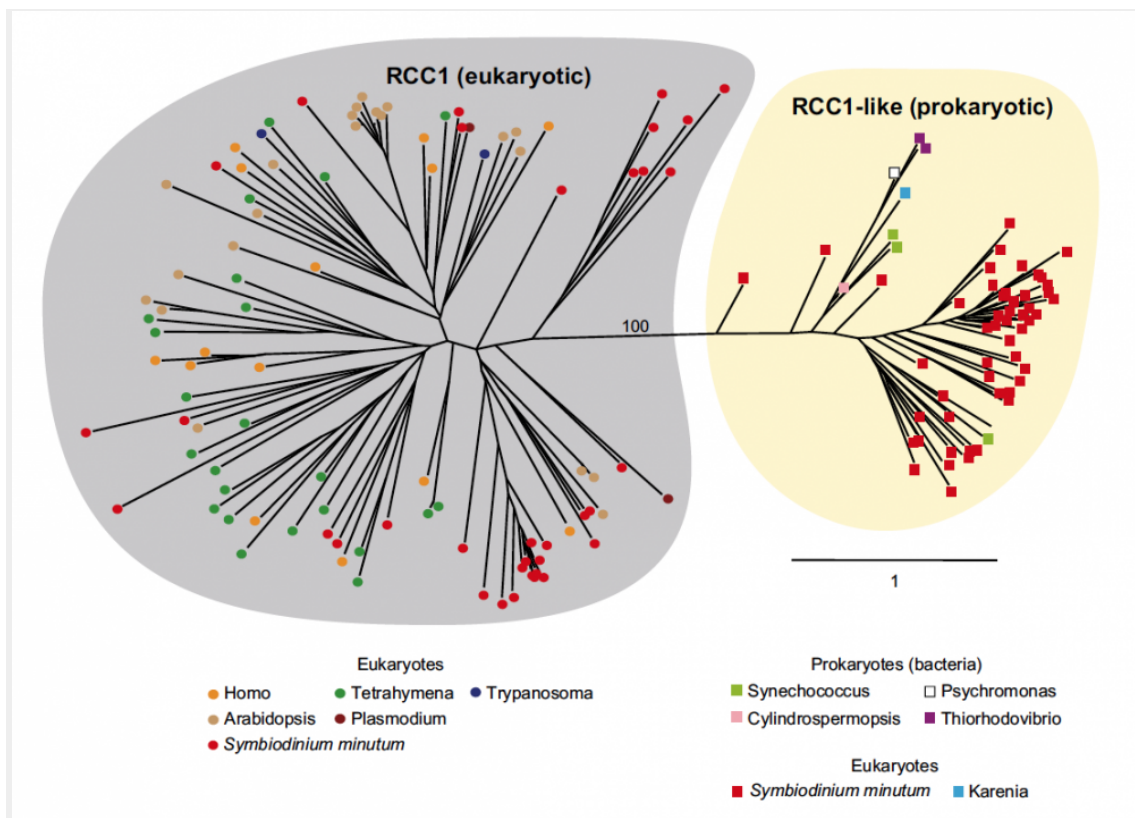 RCC1 (eukaryotic)
RCC1-like (prokaryotic)
100
1
Eukaryotes
Homo
Tetrahymena
Trypanosoma
Arabidopsis
Plasmodium
Symbiodinium minutum
Prokaryotes (bacteria)
Synechococcus
Psychromonas
Cylindrospermopsis
Thiorhodovibrio
Eukaryotes
Symbiodinium minutum
Karenia